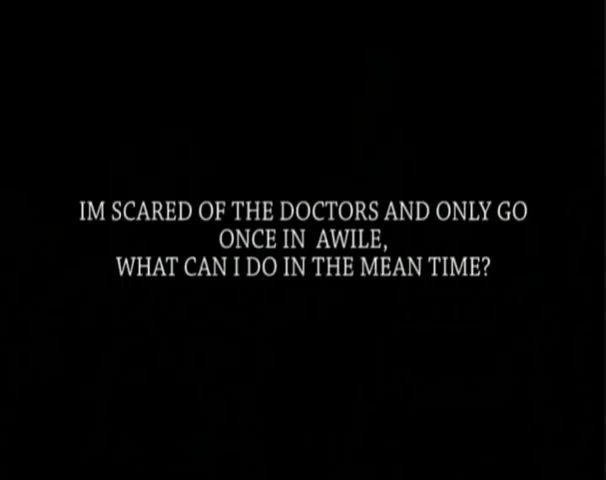 IM SCARED OF THE DOCTORS AND ONLY GO
ONCE IN  AWILE,
WHAT CAN I DO IN THE MEAN TIME?